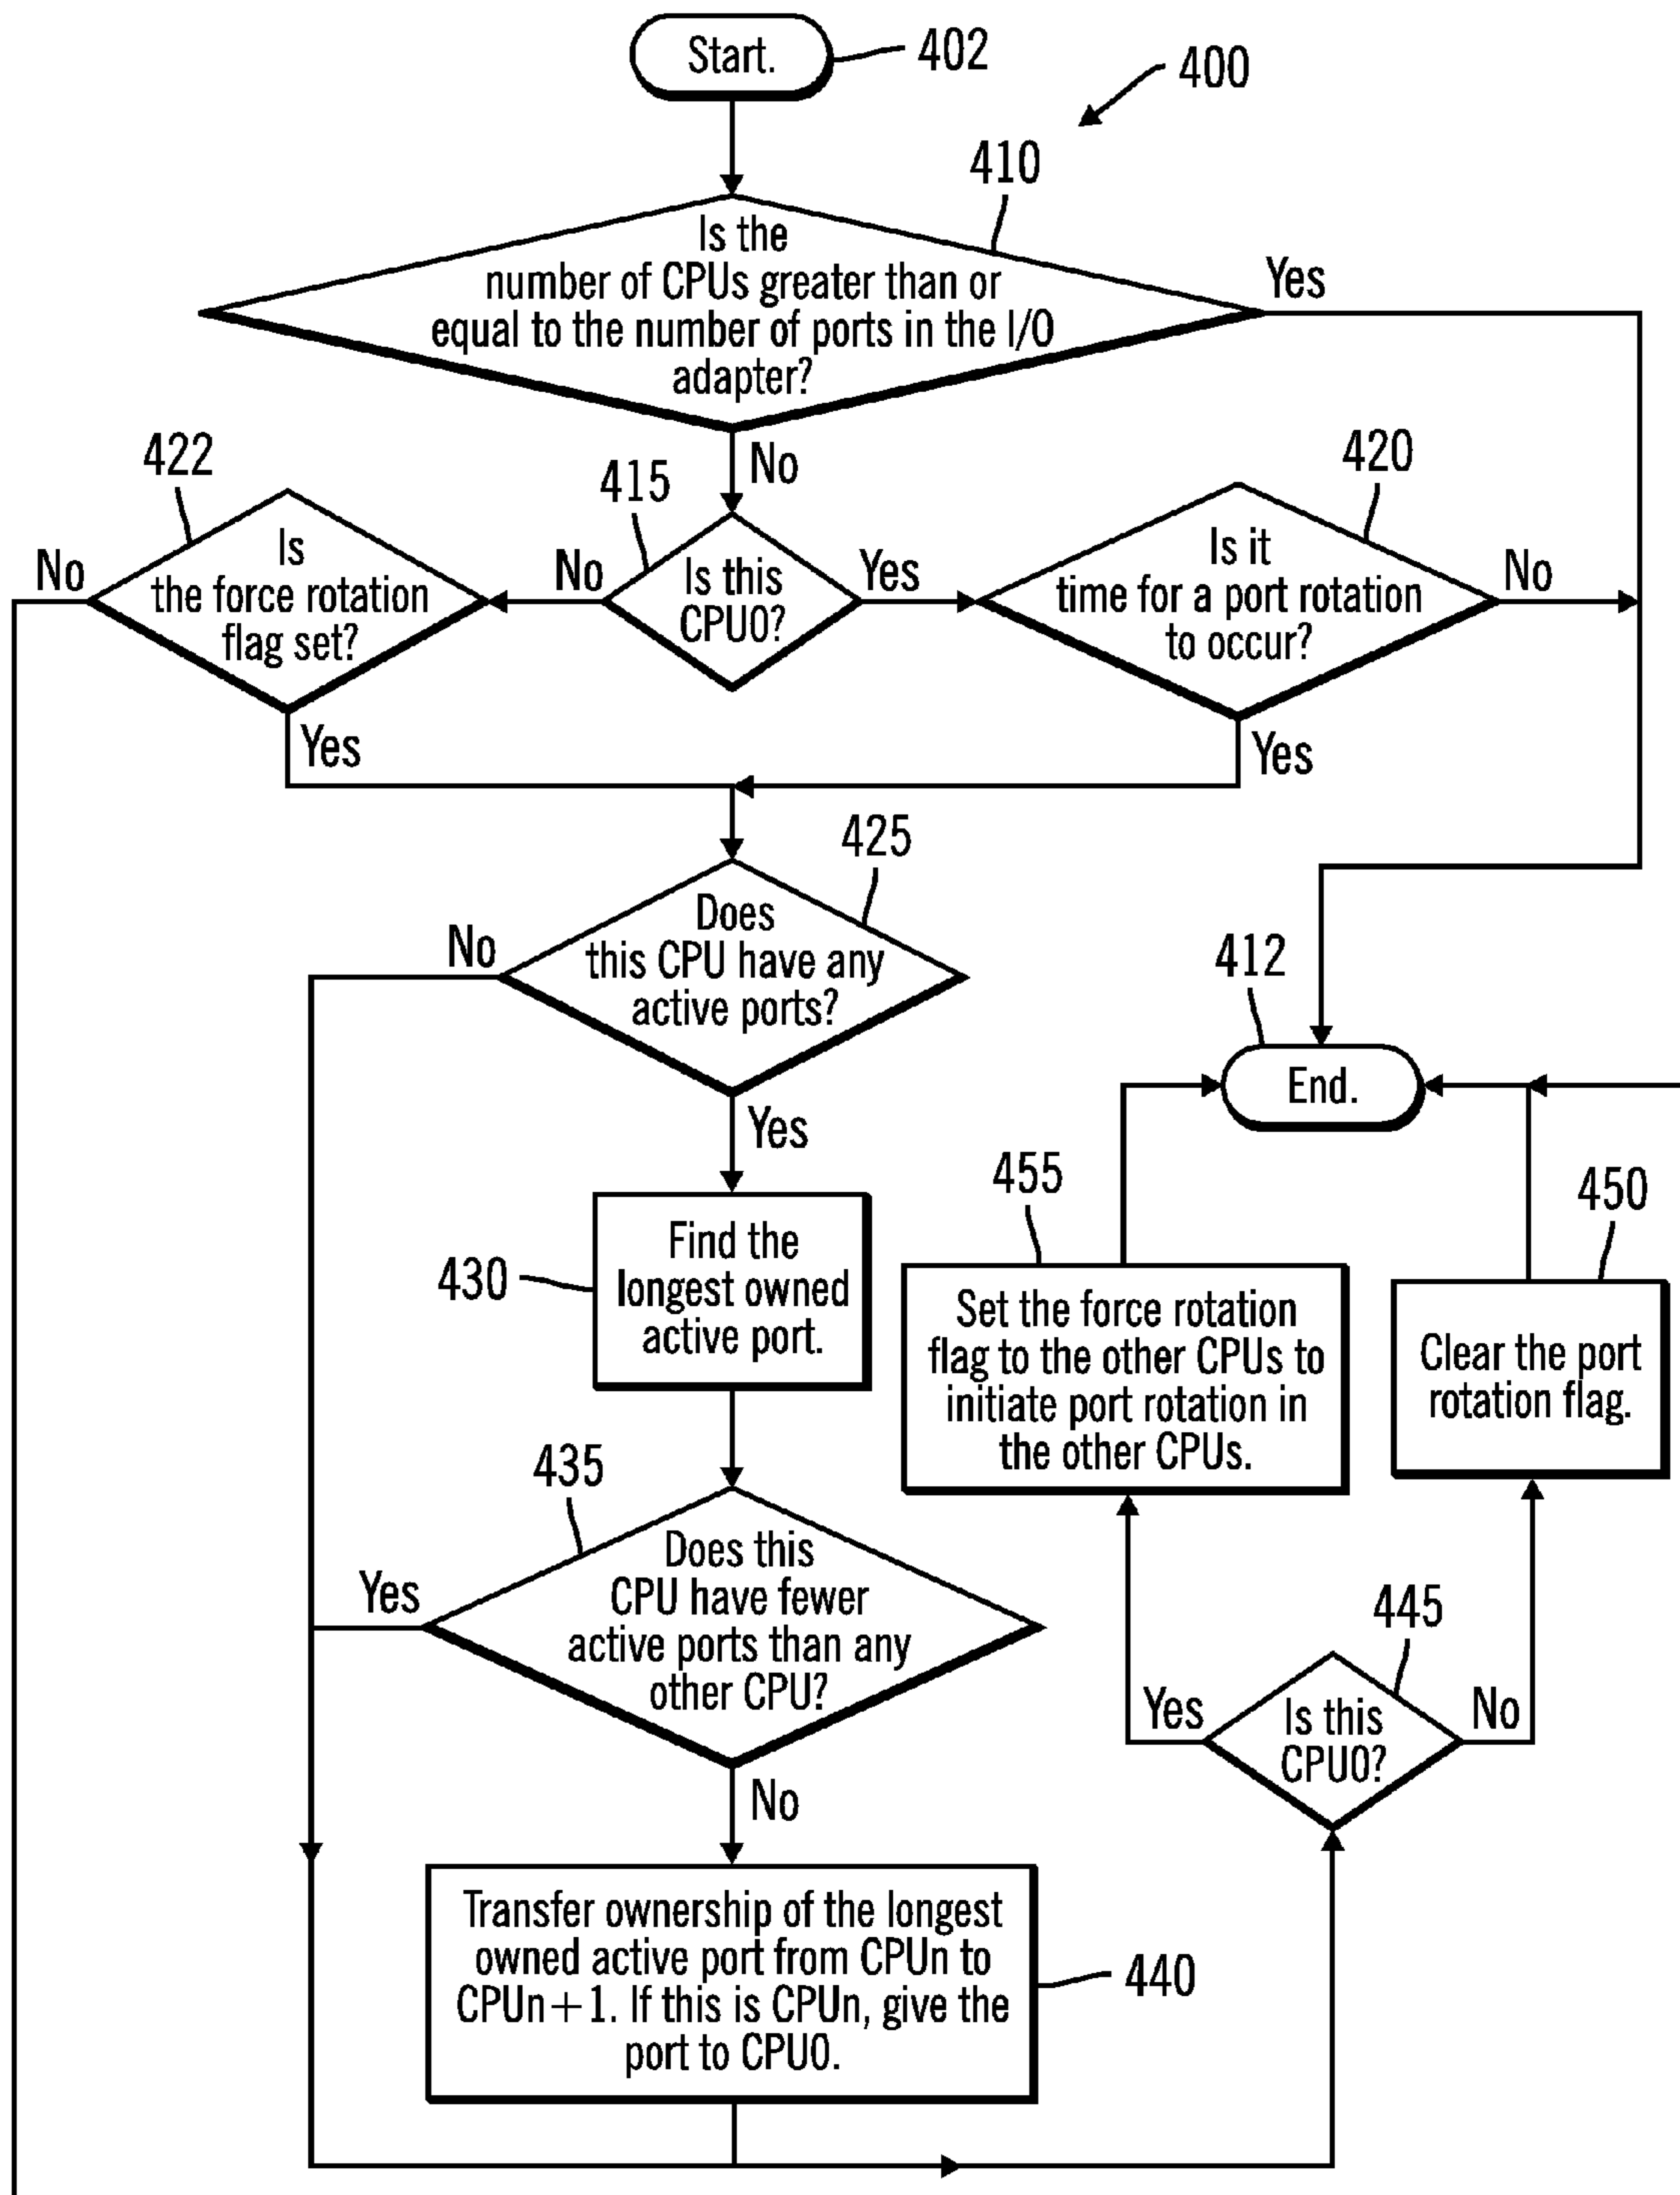 Start.
402
400
410
Is the
number of CPUs greater than or
equal to the number of ports in the I/O
adapter?
Yes
No
422
415
420
No
Is
the force rotation
flag set?
No
Is this
CPU0?
Yes
Is it
time for a port rotation
to occur?
No
Yes
Yes
425
No
Does
this CPU have any
active ports?
412
End.
Yes
455
450
430
Find the
longest owned
active port.
Set the force rotation
flag to the other CPUs to
initiate port rotation in
the other CPUs.
Clear the port
rotation flag.
435
Yes
Does this
CPU have fewer
active ports than any
other CPU?
445
Yes
Is this
CPU0?
No
No
Transfer ownership of the longest
owned active port from CPUn to
CPUn+1. If this is CPUn, give the
port to CPU0.
440